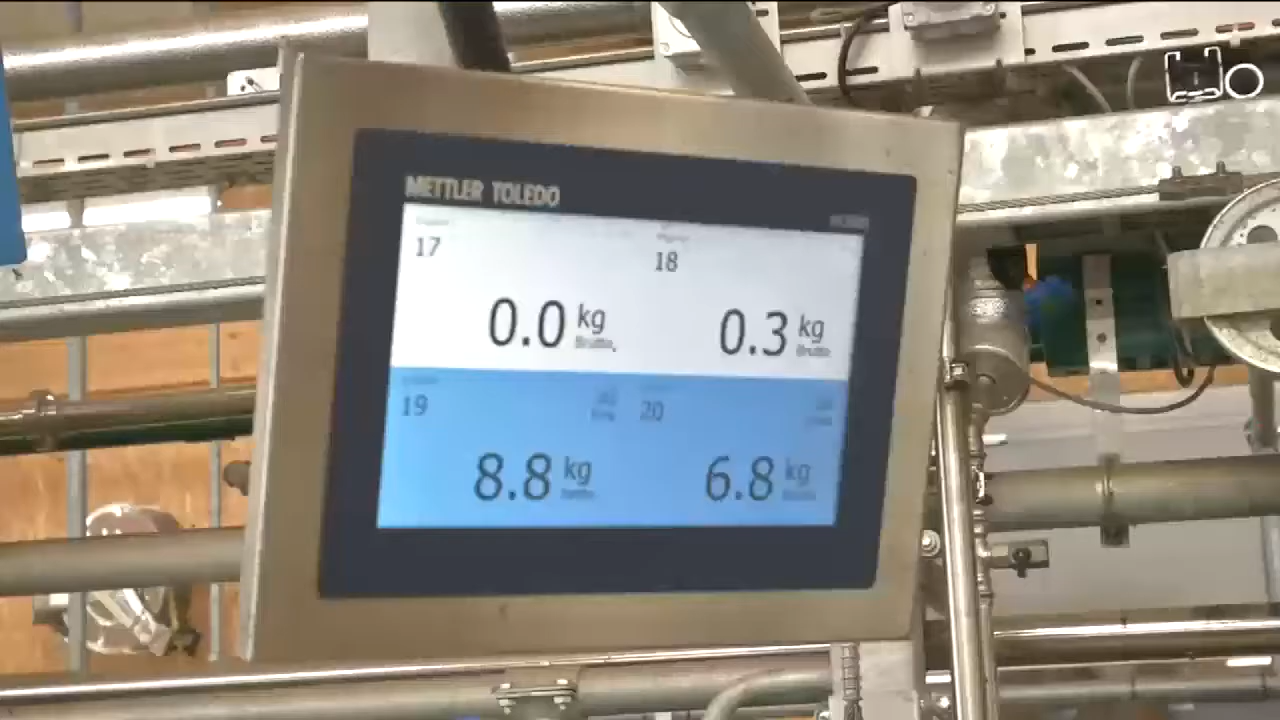 METTLER TOLEDO
17
18
0.0 kg
Brutto
0.3 kg
Brutto
19
20
8.8 kg
6.8 kg